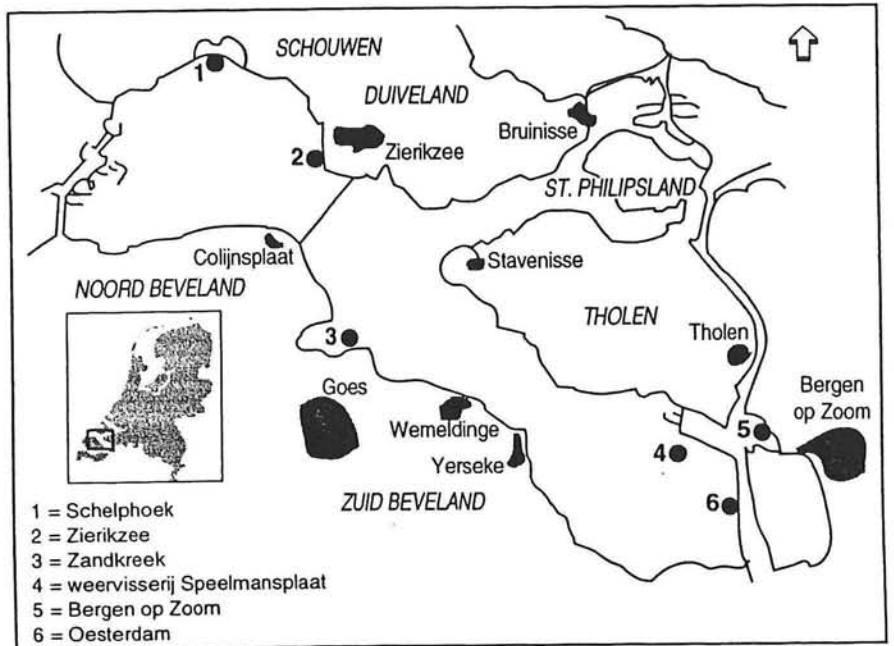 SCHOUWEN
1
DUIVELAND
Bruinisse
Zierikzee
2
ST. PHILIPSLAND
Colijnsplaat
Stavenisse
NOORD BEVELAND
THOLEN
Tholen
3
Goes
Bergen
op Zoom
Wemeldinge
5
4
Yerseke
ZUID BEVELAND
6
1 = Schelphoek
2 = Zierikzee
3 = Zandkreek
4 = weervisserij Speelmansplaat
5 = Bergen op Zoom
6 = Oesterdam